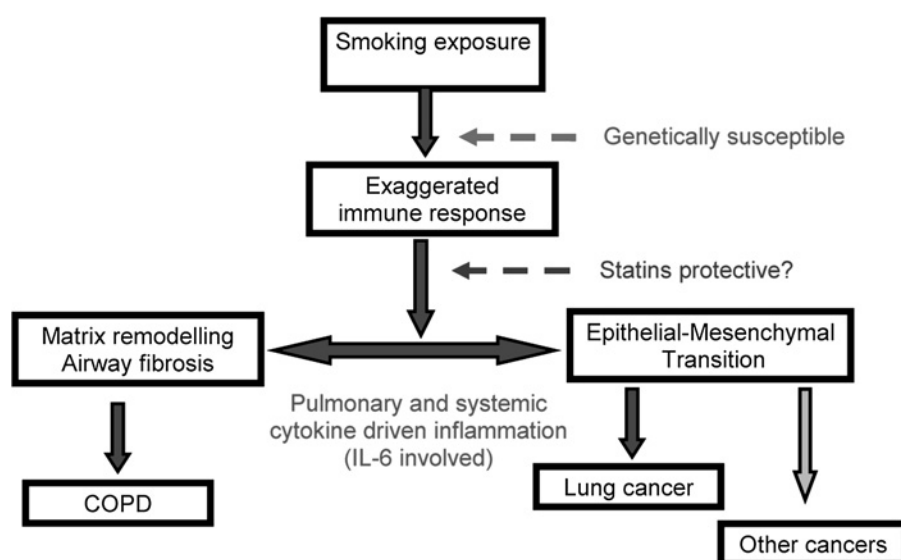 Smoking exposure
Genetically susceptible
Exaggerated
immune response
Statins protective?
Matrix remodelling
Airway fibrosis
Epithelial-Mesenchymal
Transition
Pulmonary and systemic
cytokine driven inflammation
(IL-6 involved)
COPD
Lung cancer
Other cancers